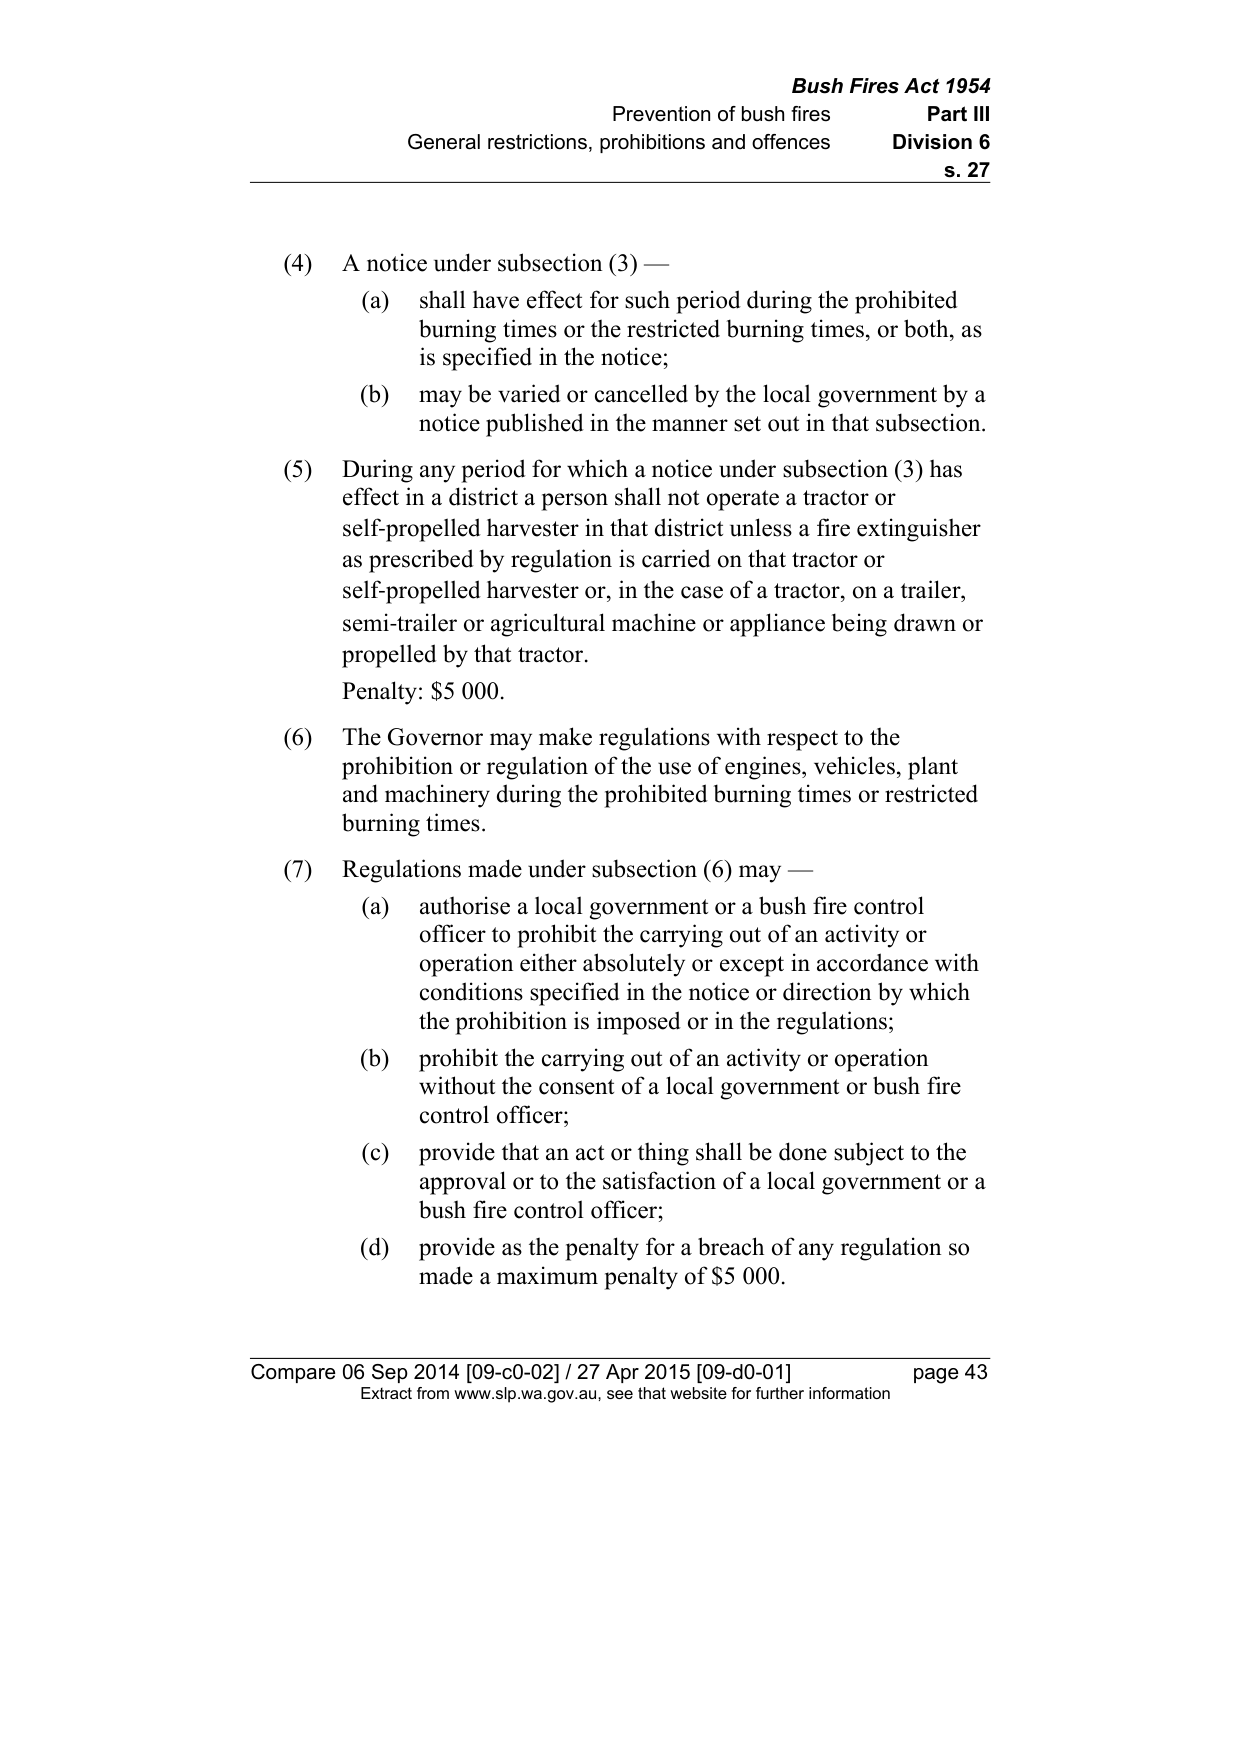 Bush Fires Act 1954
Prevention of bush fires Part III
General restrictions, prohibitions and offences Division 6
s. 27
(4) A notice under subsection (3) —
(a) shall have effect for such period during the prohibited
burning times or the restricted burning times, or both, as
is specified in the notice;
(b) may be varied or cancelled by the local government by a
notice published in the manner set out in that subsection.
(5) During any period for which a notice under subsection (3) has
effect in a district a person shall not operate a tractor or
self-propelled harvester in that district unless a fire extinguisher
as prescribed by regulation is carried on that tractor or
self-propelled harvester or, in the case of a tractor, on a trailer,
semi-trailer or agricultural machine or appliance being drawn or
propelled by that tractor.
Penalty: $5 000.
(6) The Governor may make regulations with respect to the
prohibition or regulation of the use of engines, vehicles, plant
and machinery during the prohibited burning times or restricted
burning times.
(7) Regulations made under subsection (6) may —
(a) authorise a local government or a bush fire control
officer to prohibit the carrying out of an activity or
operation either absolutely or except in accordance with
conditions specified in the notice or direction by which
the prohibition is imposed or in the regulations;
(b) prohibit the carrying out of an activity or operation
without the consent of a local government or bush fire
control officer;
(c) provide that an act or thing shall be done subject to the
approval or to the satisfaction of a local government or a
bush fire control officer;
(d) provide as the penalty for a breach of any regulation so
made a maximum penalty of $5 000.
Compare 06 Sep 2014 [09-c0-02] / 27 Apr 2015 [09-d0-01] page 43
Extract from www.slp.wa.gov.au, see that website for further information